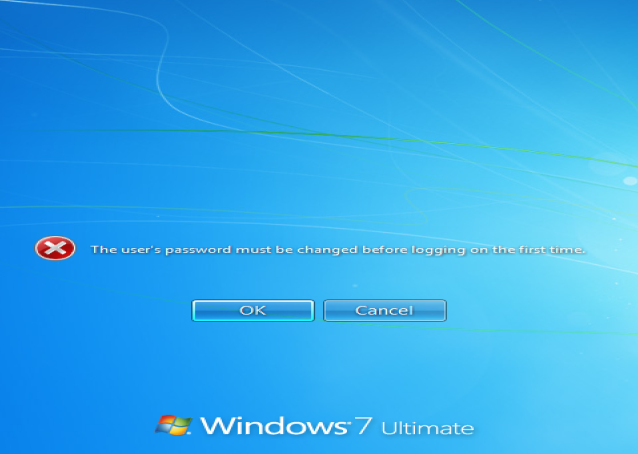 The user's password must be changed before logging on the first time.
OK
Cancel
Windows 7 Ultimate